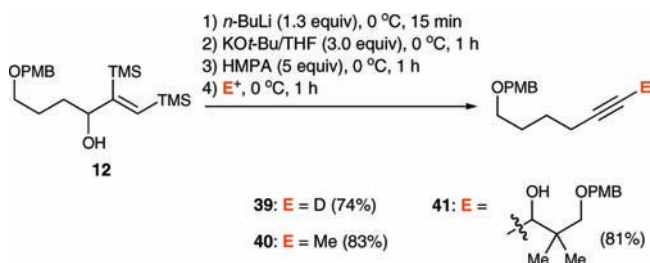 1) n-BuLi (1.3 equiv), 0 °C, 15 min
2) KOt-Bu/THF (3.0 equiv), 0 °C, 1 h
3) HMPA (5 equiv), 0 °C, 1 h
4) E+, 0 °C, 1 h
OPMB TMS
TMS
OH
12
OPMB
E
39: E = D (74%)
40: E = Me (83%)
41: E =
OH OPMB
Me Me
(81%)